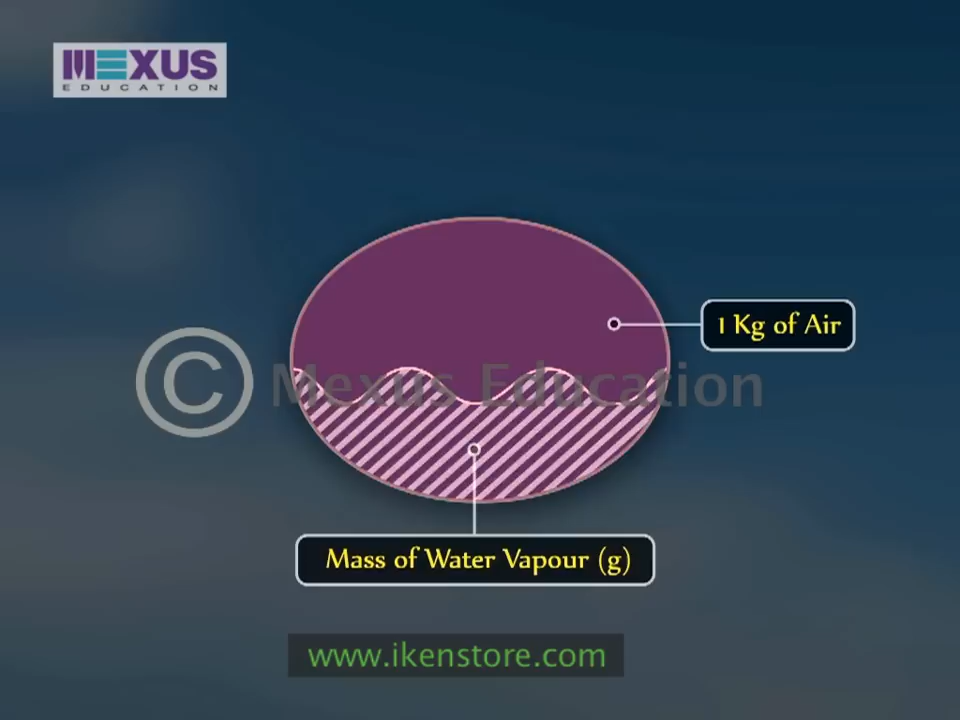 MEXUS
EDUCATION
1 Kg of Air
© Mexus Education
Mass of Water Vapour (g)
www.ikenstore.com